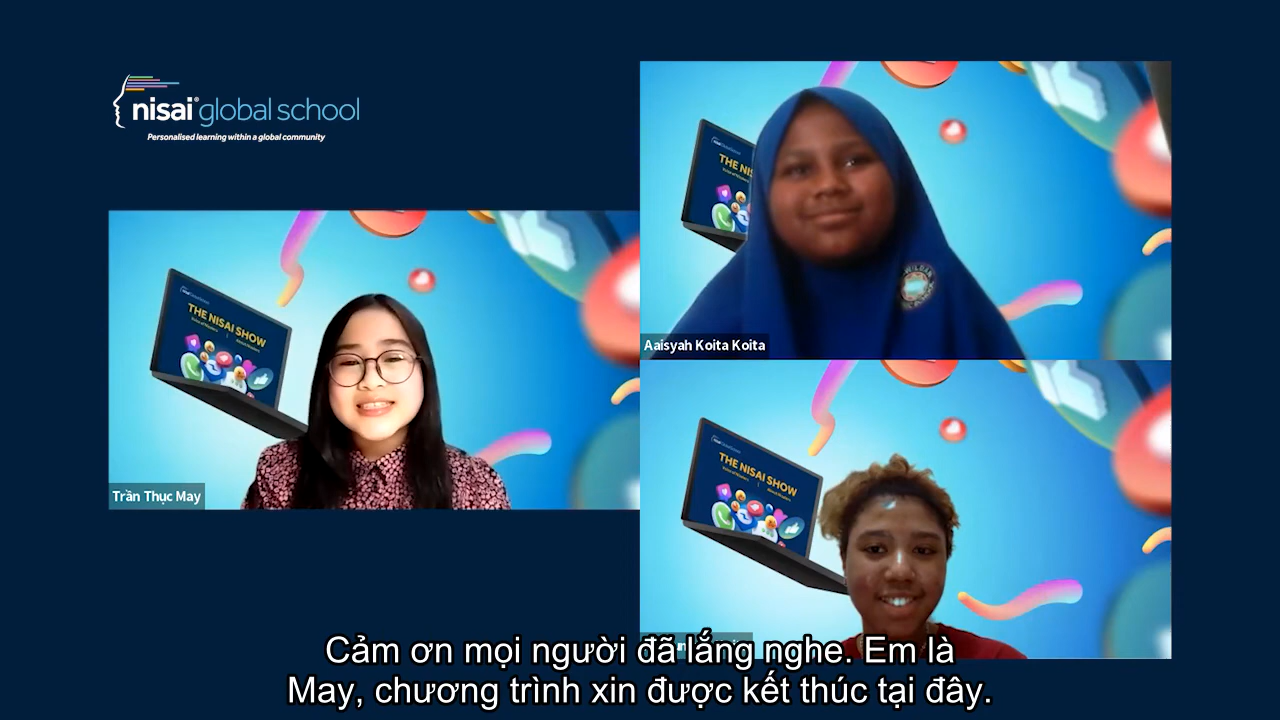 nisai global school
Personalised learning within a global community
THE NIS
Aaisyah Koita Koita
THE NISAI SHOW
Trần Thục May
THE NISAI SHOW
Cảm ơn mọi người đã lắng nghe. Em là
May, chương trình xin được kết thúc tại đây.